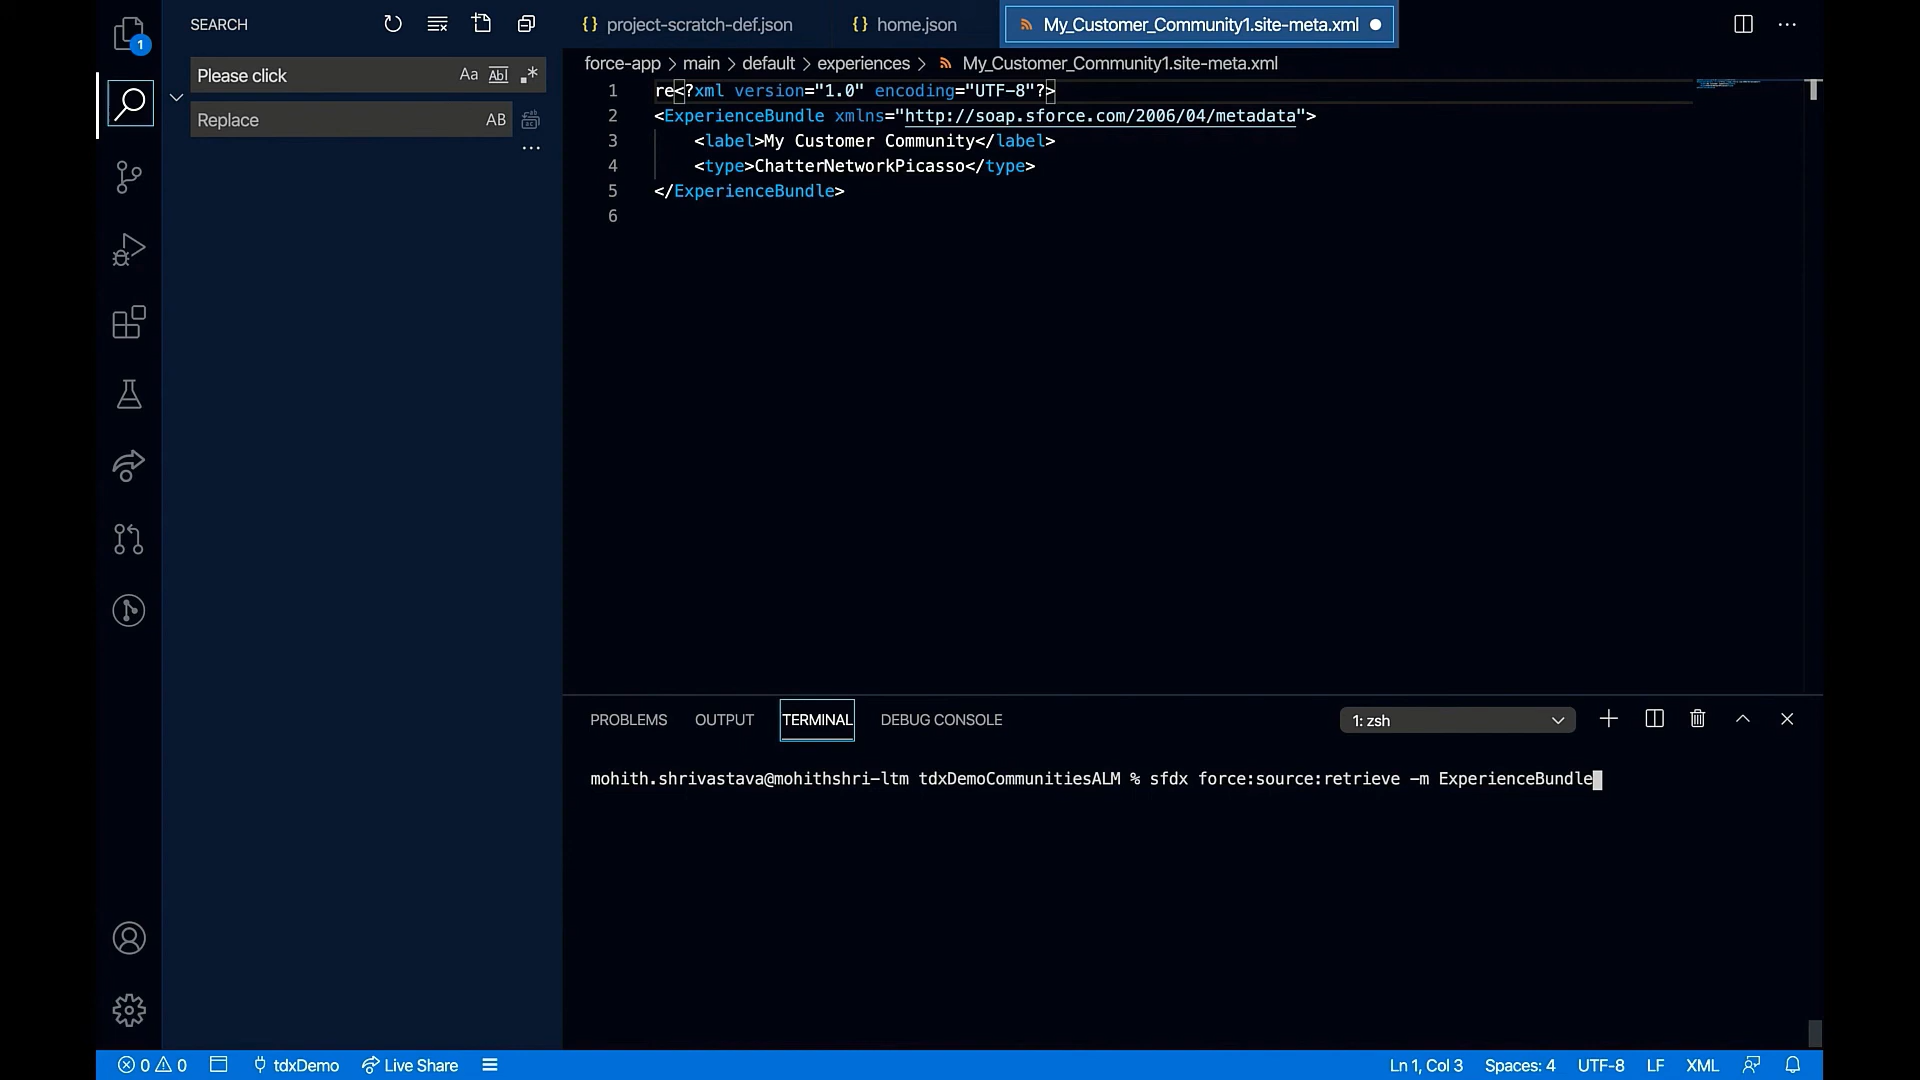 SEARCH
Please click
Aa Abl .*
Replace
AB
...
1
project-scratch-def.json
home.json
My_Customer_Community1.site-meta.xml
force-app > main > default > experiences > My_Customer_Community1.site-meta.xml
1 re<?xml version="1.0" encoding="UTF-8"?>
2 <ExperienceBundle xmlns="http://soap.sforce.com/2006/04/metadata">
3 <label>My Customer Community</label>
4 <type>ChatterNetworkPicasso</type>
5 </ExperienceBundle>
6
PROBLEMS OUTPUT TERMINAL DEBUG CONSOLE
1: zsh
mohith.shrivastava@mohithshri-ltm tdxDemoCommunitiesALM % sfdx force:source:retrieve -m ExperienceBundle
0 0 tdxDemo Live Share Ln 1, Col 3 Spaces: 4 UTF-8 LF XML